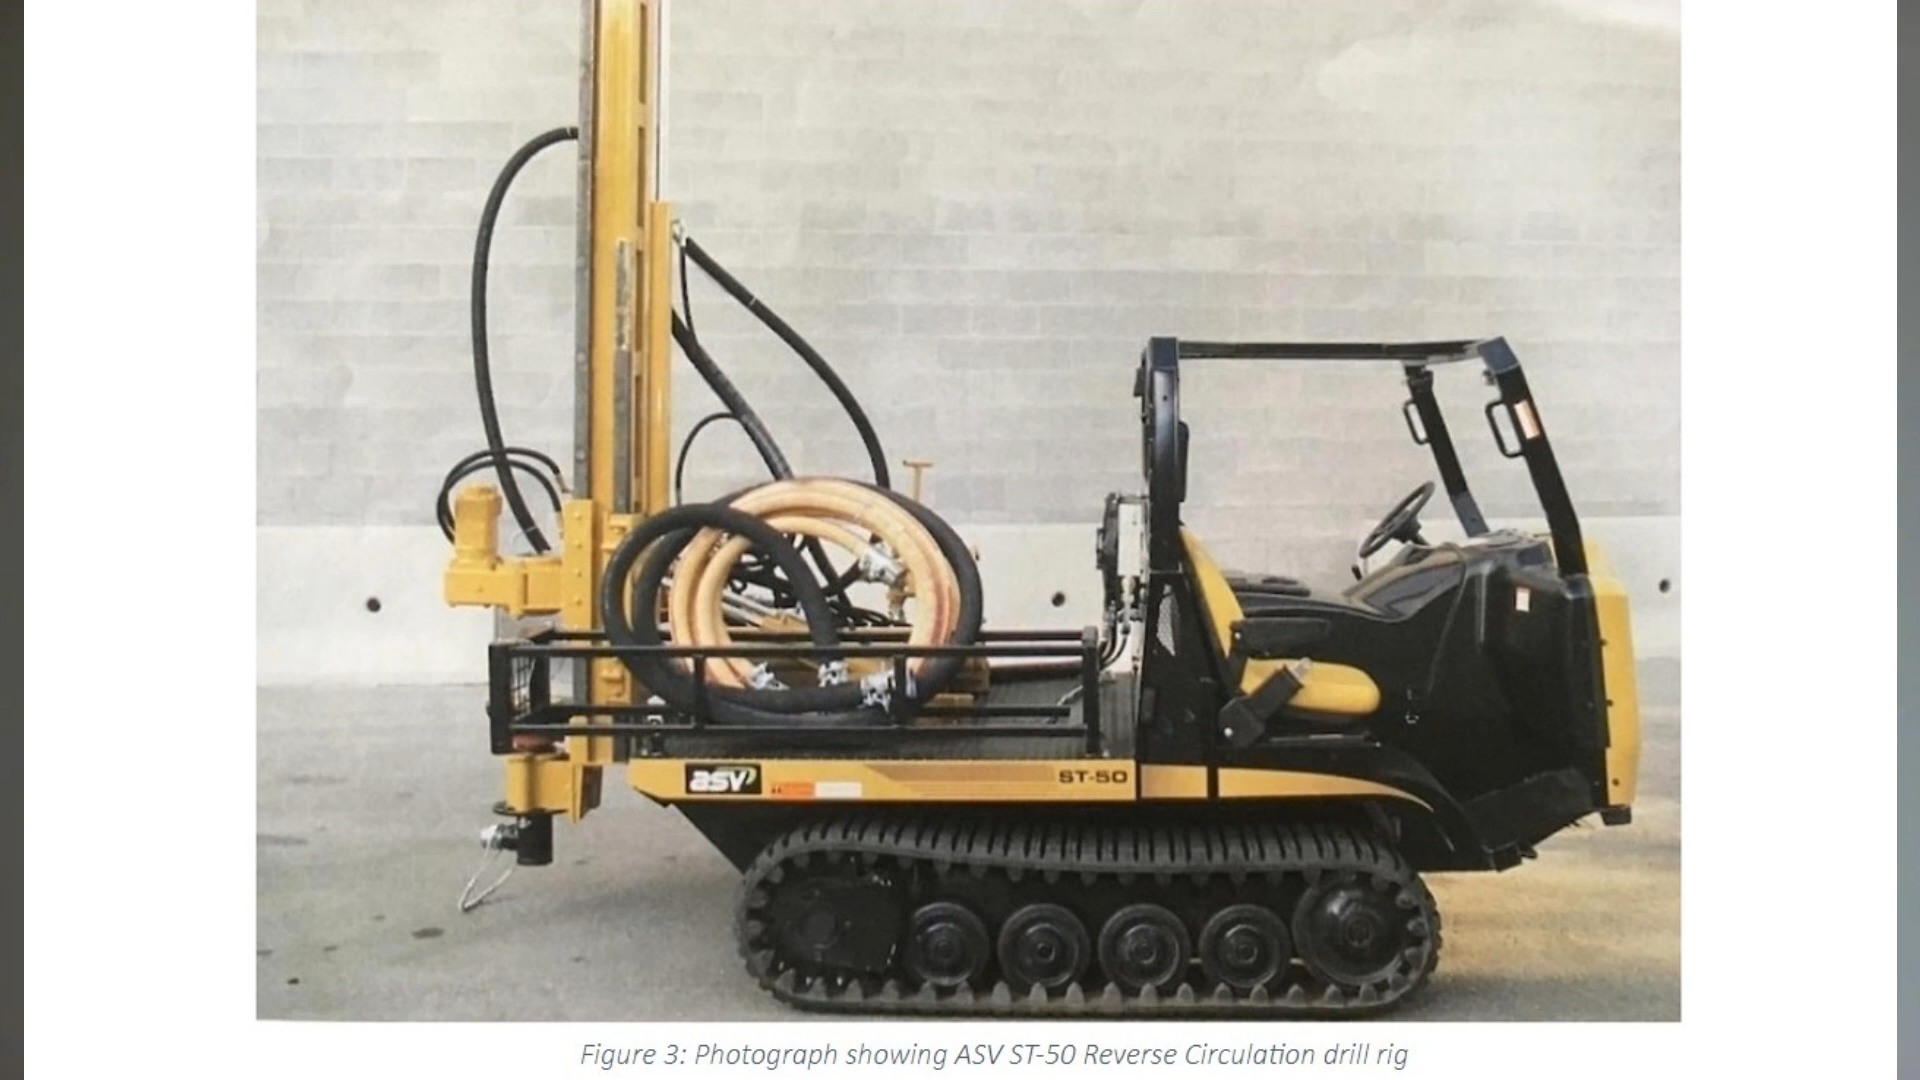 asv
ST-50
Figure 3: Photograph showing ASV ST-50 Reverse Circulation drill rig